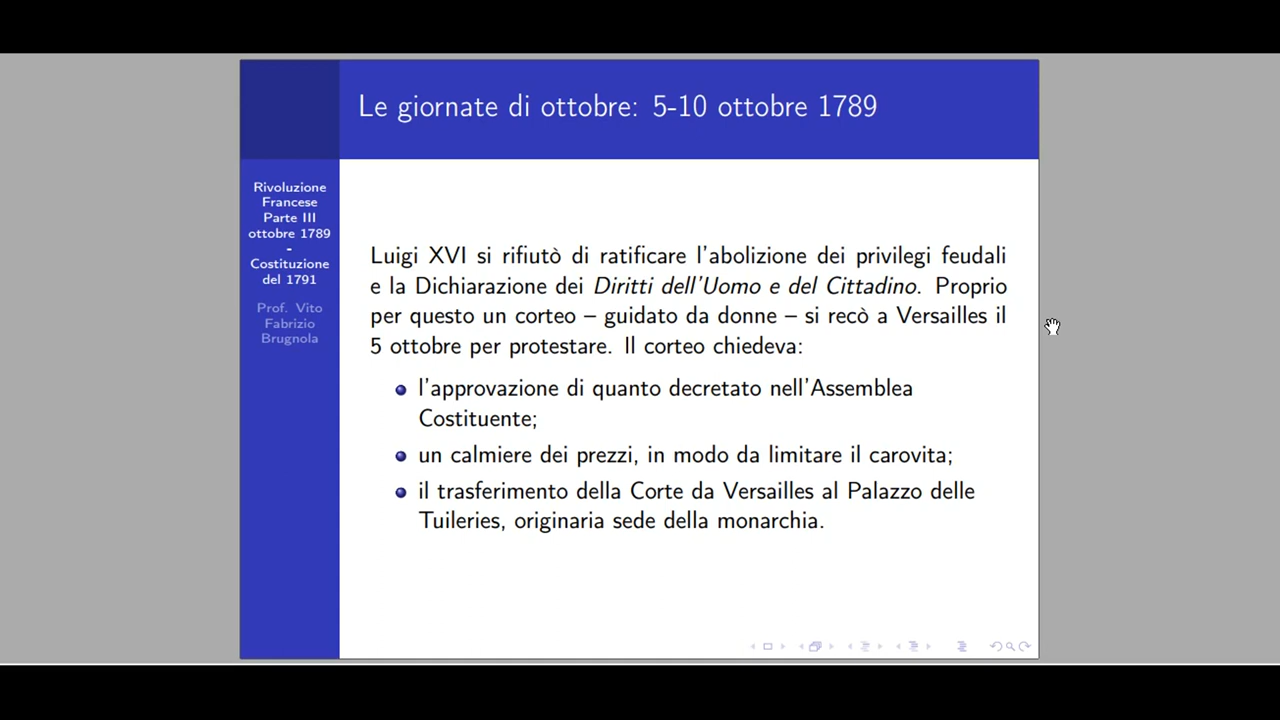 Le giornate di ottobre: 5-10 ottobre 1789
Rivoluzione
Francese
Parte III
ottobre 1789
-
Costituzione
del 1791
Prof. Vito
Fabrizio
Brugnola
Luigi XVI si rifiutò di ratificare l'abolizione dei privilegi feudali
e la Dichiarazione dei Diritti dell'Uomo e del Cittadino. Proprio
per questo un corteo – guidato da donne – si recò a Versailles il
5 ottobre per protestare. Il corteo chiedeva:
l'approvazione di quanto decretato nell'Assemblea
Costituente;
un calmiere dei prezzi, in modo da limitare il carovita;
il trasferimento della Corte da Versailles al Palazzo delle
Tuileries, originaria sede della monarchia.